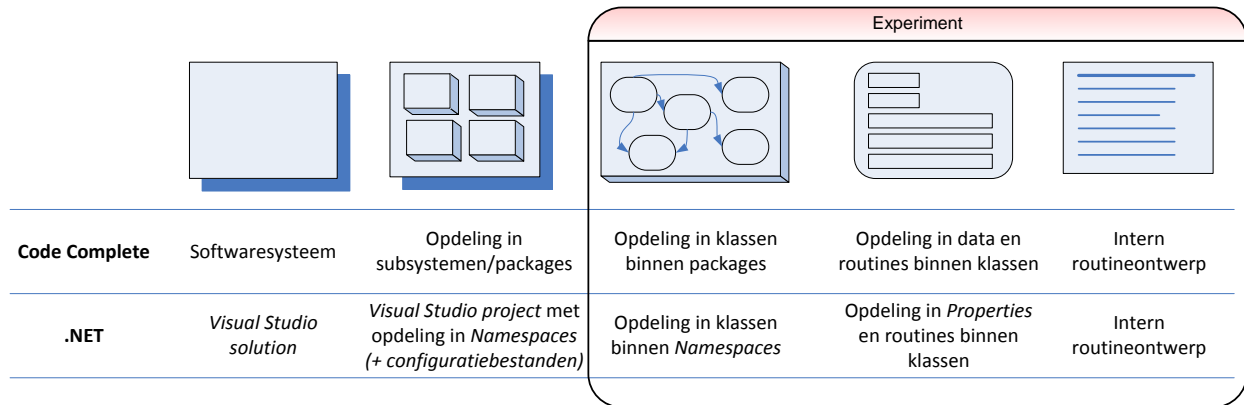 Experiment
Code Complete
Softwaresysteem
Opdeling in
subsystemen/packages
Opdeling in klassen
binnen packages
Opdeling in data en
routines binnen klassen
Intern
routineontwerp
.NET
Visual Studio
solution
Visual Studio project met
opdeling in Namespaces
(+ configuratiebestanden)
Opdeling in klassen
binnen Namespaces
Opdeling in Properties
en routines binnen
klassen
Intern
routineontwerp